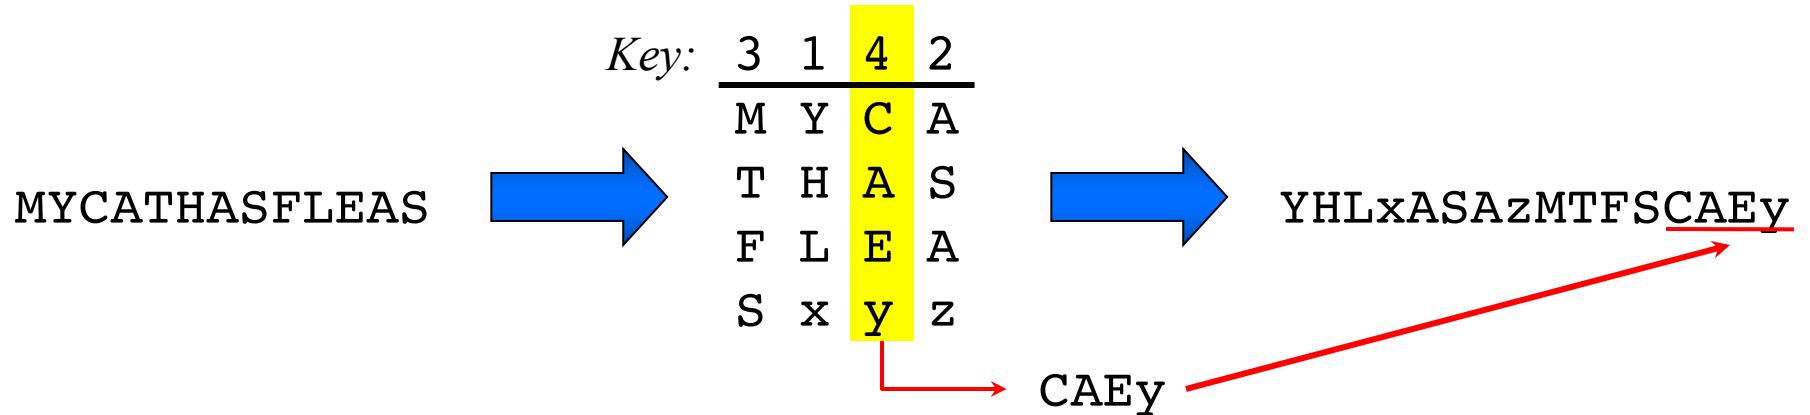 Key: 3 1 4 2
M Y C A
T H A S
MYCATHASFLEAS
YHLxASAzMTFSCAEy
F L E A
S x y z
CAEy